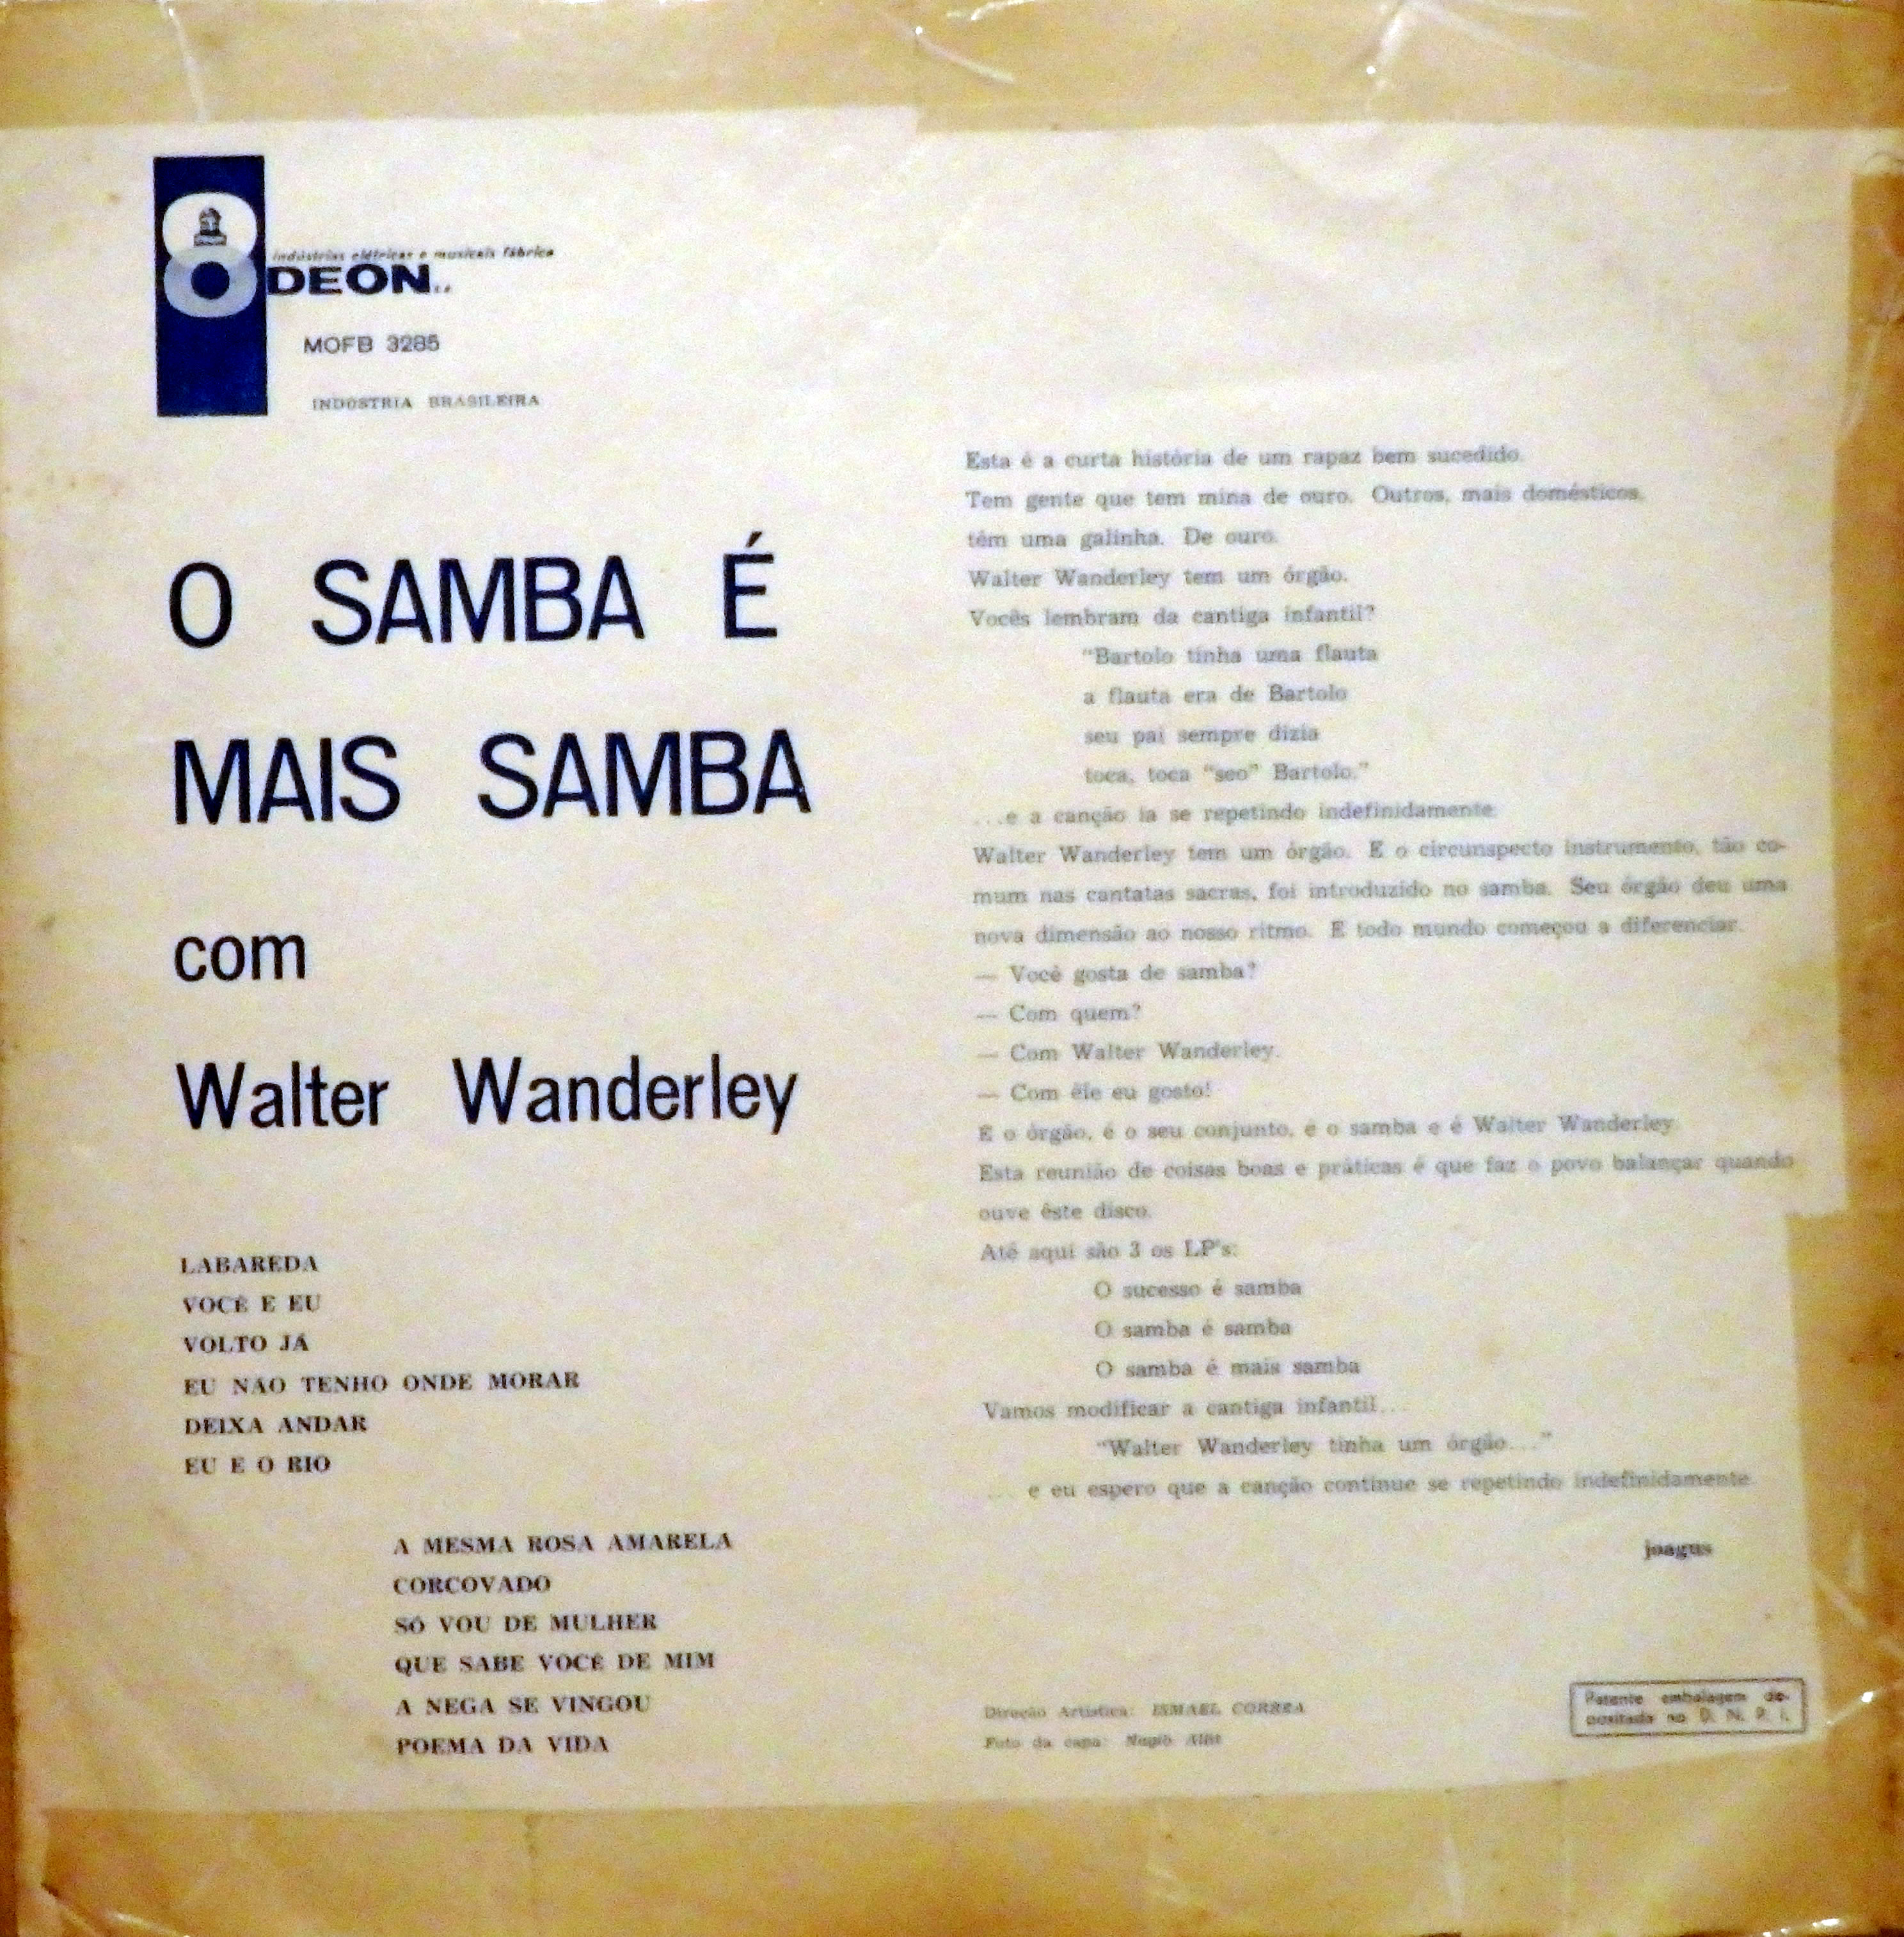 indústrias elétricas e musicais fábrica
ODEON..
MOFB 3285
INDÚSTRIA BRASILEIRA
O SAMBA É
MAIS SAMBA
com
Walter Wanderley
LABAREDA
VOCÊ E EU
VOLTO JÁ
EU NAO TENHO ONDE MORAR
DEIXA ANDAR
EU E O RIO
A MESMA ROSA AMARELA
CORCOVADO
SÓ VOU DE MULHER
QUE SABE VOCÊ DE MIM
A NEGA SE VINGOU
POEMA DA VIDA
Esta é a curta história de um rapaz bem sucedido.
Tem gente que tem mina de ouro. Outros, mais domésticos,
têm uma galinha. De ouro.
Walter Wanderley tem um órgão.
Vocês lembram da cantiga infantil?
"Bartolo tinha uma flauta
a flauta era de Bartolo
seu pai sempre dizia
toca, toca "seo" Bartolo."
...e a canção ia se repetindo indefinidamente
Walter Wanderley tem um órgão. E o circunspecto instrumento, tão co-
mum nas cantatas sacras, foi introduzido no samba. Seu órgão deu uma
nova dimensão ao nosso ritmo. E todo mundo começou a diferenciar.
— Você gosta de samba?
— Com quem?
— Com Walter Wanderley.
— Com êle eu gosto!
É o órgão, é o seu conjunto, é o samba e é Walter Wanderley.
Esta reunião de coisas boas e práticas é que faz o povo balançar quando
ouve êste disco.
Até aqui são 3 os LP's:
O sucesso é samba
O samba é samba
O samba é mais samba
Vamos modificar a cantiga infantil...
"Walter Wanderley tinha um órgão..."
... e eu espero que a canção continue se repetindo indefinidamente
joagus
Direção Artística: ISMAEL CORREA
Foto da capa:
Patente embalagem de-
positada no D. N. P. I.